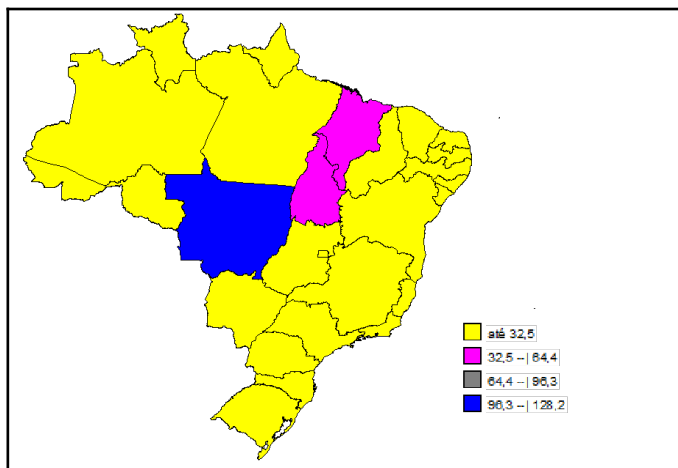 até 32,5
32,5 --| 64,4
64,4 --| 96,3
96,3 --| 128,2